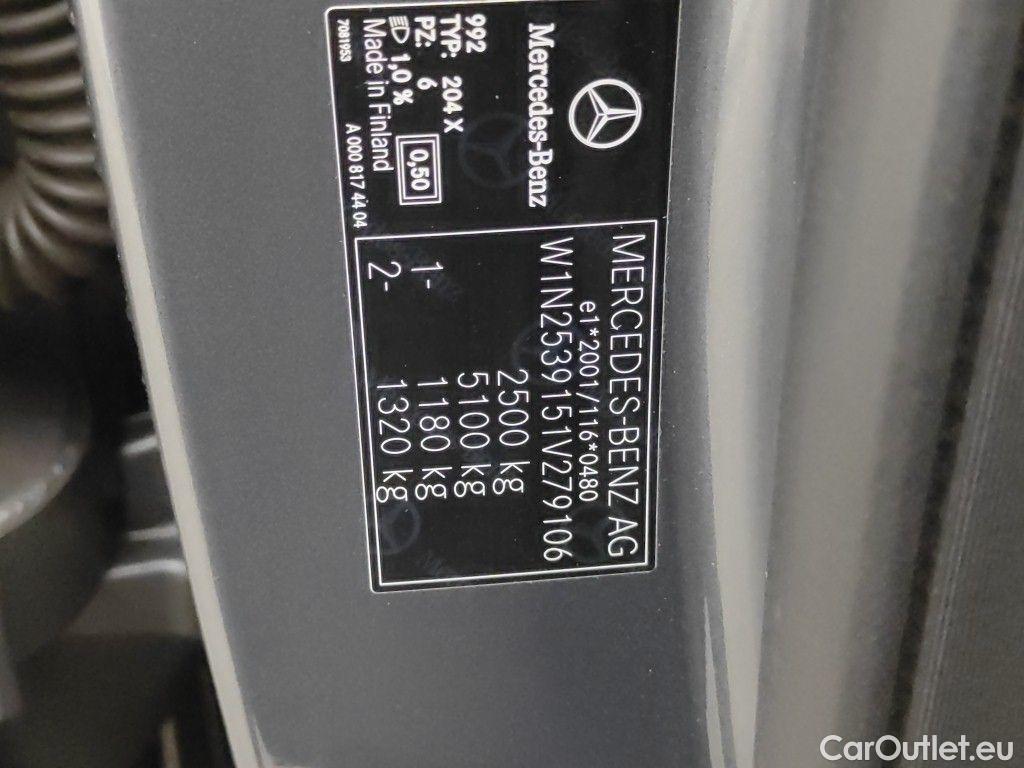 Mercedes-Benz
992
TYP: 204 X
PZ: 6
1,0 %
0,50
Made in Finland
7081953
A 000 817 44 04
MERCEDES-BENZ AG
e1*2001/116*0480
W1N2539151V279106
2500 kg
5100 kg
1- 1180 kg
2- 1320 kg
CarOutlet.eu